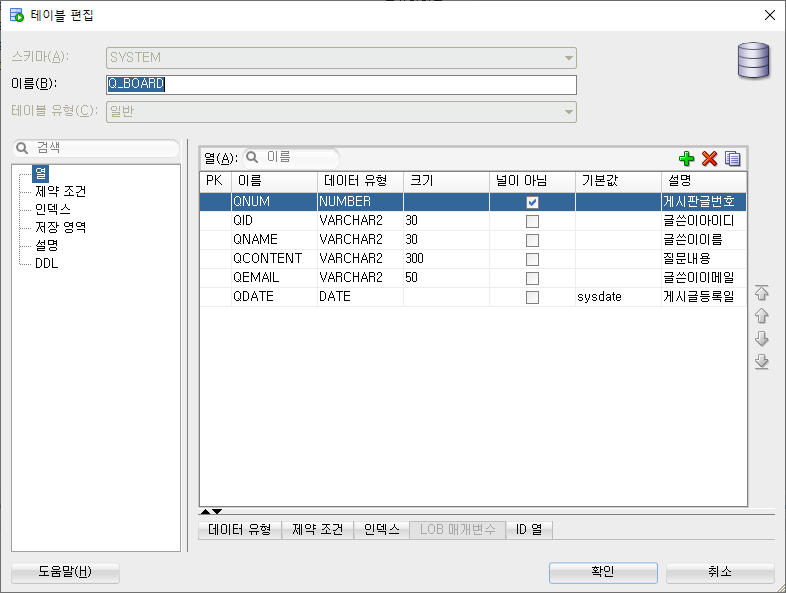 테이블 편집
스키마(A):
SYSTEM
이름(B):
Q_BOARD
테이블 유형(C):
일반
검색
열
제약 조건
인덱스
저장 영역
설명
DDL
열(A): 이름
PK 이름 데이터 유형 크기 널이 아님 기본값 설명
QNUM NUMBER 게시판글번호
QID VARCHAR2 30 글쓴이아이디
QNAME VARCHAR2 30 글쓴이이름
QCONTENT VARCHAR2 300 질문내용
QEMAIL VARCHAR2 50 글쓴이이메일
QDATE DATE sysdate 게시글등록일
데이터 유형 제약 조건 인덱스 LOB 매개변수 ID 열
도움말(H) 확인 취소